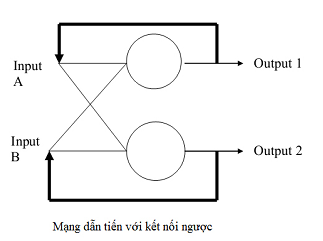 Input
A
Output 1
Input
B
Output 2
Mạng dẫn tiến với kết nối ngược